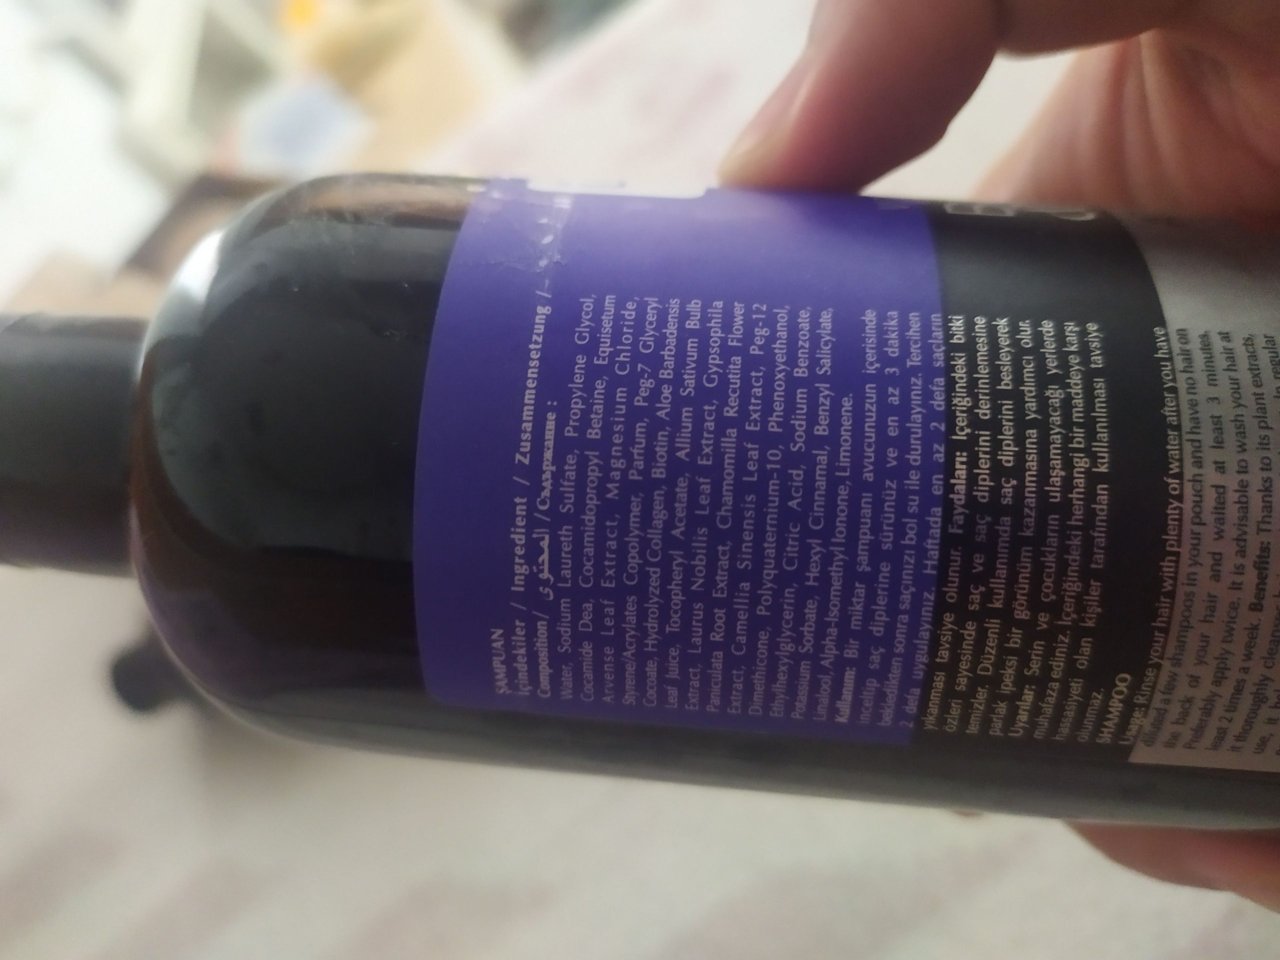 ŞAMPUAN
İçindekiler / Ingredient / Zusammensetzung /
Composition / المحتوى / Содержание :
Water, Sodium Laureth Sulfate, Propylene Glycol,
Cocamide Dea, Cocamidopropyl Betaine, Equisetum
Arvense Leaf Extract, Magnesium Chloride,
Styrene/Acrylates Copolymer, Parfum, Peg-7 Glyceryl
Cocoate, Hydrolyzed Collagen, Biotin, Aloe Barbadensis
Leaf Juice, Tocopheryl Acetate, Allium Sativum Bulb
Extract, Laurus Nobilis Leaf Extract, Gypsophila
Paniculata Root Extract, Chamomilla Recutita Flower
Extract, Camellia Sinensis Leaf Extract, Peg-12
Dimethicone, Polyquaternium-10, Phenoxyethanol,
Ethylhexylglycerin, Citric Acid, Sodium Benzoate,
Potassium Sorbate, Hexyl Cinnamal, Benzyl Salicylate,
Linalool, Alpha-Isomethyl Ionone, Limonene.
Kullanım: Bir miktar şampuanı avucunuzun içerisinde
inceltip saç diplerine sürünüz ve en az 3 dakika
bekledikten sonra saçınızı bol su ile durulayınız. Tercihen
2 defa uygulayınız. Haftada en az 2 defa saçların
yıkanması tavsiye olunur. Faydaları: İçeriğindeki bitki
özleri sayesinde saç ve saç diplerini derinlemesine
temizler. Düzenli kullanımda saç diplerini besleyerek
parlak ipeksi bir görünüm kazanmasına yardımcı olur.
Uyarılar: Serin ve çocukların ulaşamayacağı yerlerde
muhafaza ediniz. İçeriğindeki herhangi bir maddeye karşı
hassasiyeti olan kişiler tarafından kullanılması tavsiye
olunmaz.
SHAMPOO
Usage: Rinse your hair with plenty of water after you have
diluted a few shampoos in your pouch and have no hair on
the back of your hair and waited at least 3 minutes.
Preferably apply twice. It is advisable to wash your hair at
least 2 times a week. Benefits: Thanks to its plant extracts,
it thoroughly
use, it